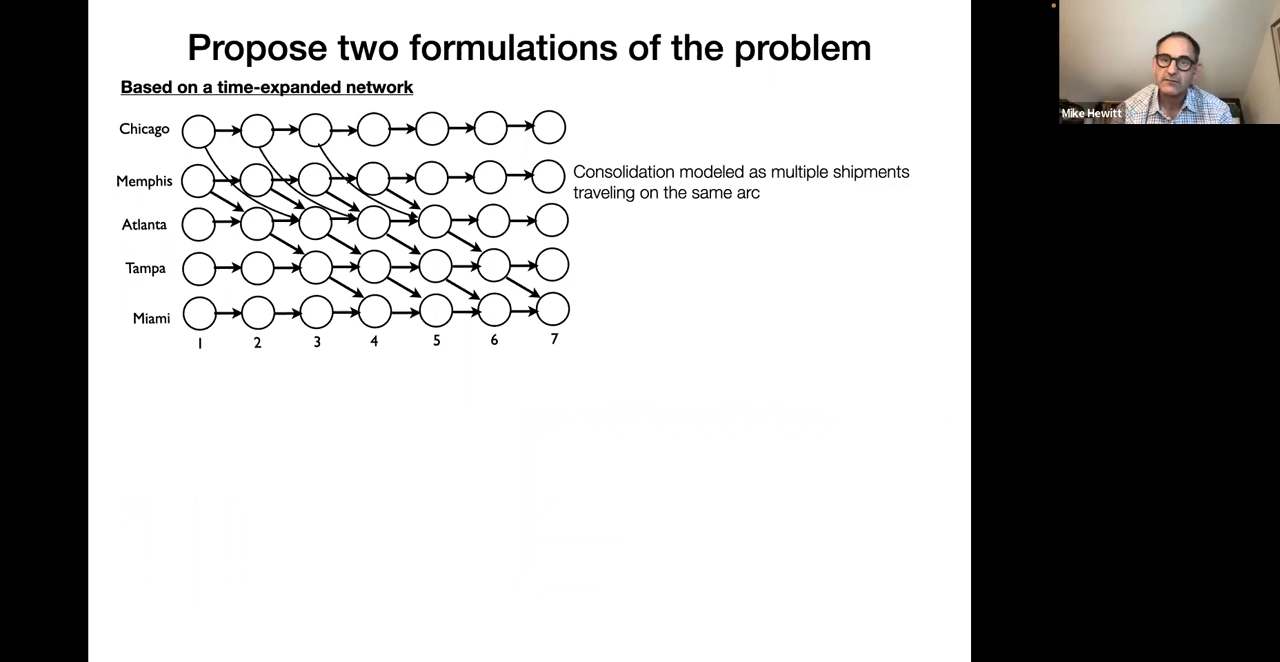 Propose two formulations of the problem
Based on a time-expanded network
Chicago
Memphis
Atlanta
Tampa
Miami
1 2 3 4 5 6 7
Consolidation modeled as multiple shipments
traveling on the same arc
Mike Hewitt